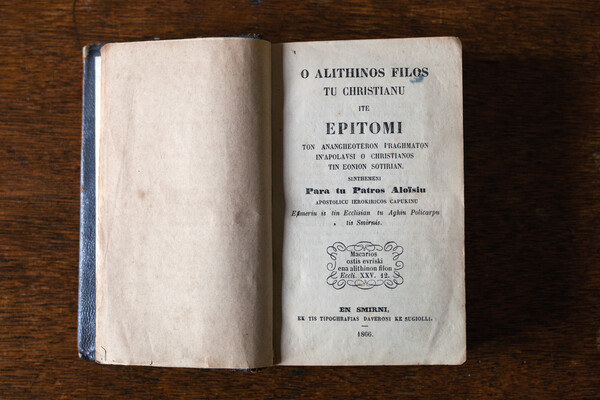 O ALITHINOS FILOS
TU CHRISTIANU
ITE
EPITOMI
TON ANANGHEOTERON PRAGHMATON
IN'APOLAVSI O CHRISTIANOS
TIN EONION SOTIRIAN.
SINTHEMENI
Para tu Patros Aloïsiu
APOSTOLICU IEROKIRICOS CAPUKINU
Efimeriu is tin Ecclisian tu Aghiu Policarpu
tis Smirnis.
Macarios
ostis evriski
ena alithinon filon
Eccli. XXV. 12.
EN SMIRNI,
EK TIS TIPOGRAFIAS DAVERONI KE SUGIOLLI.
1866.